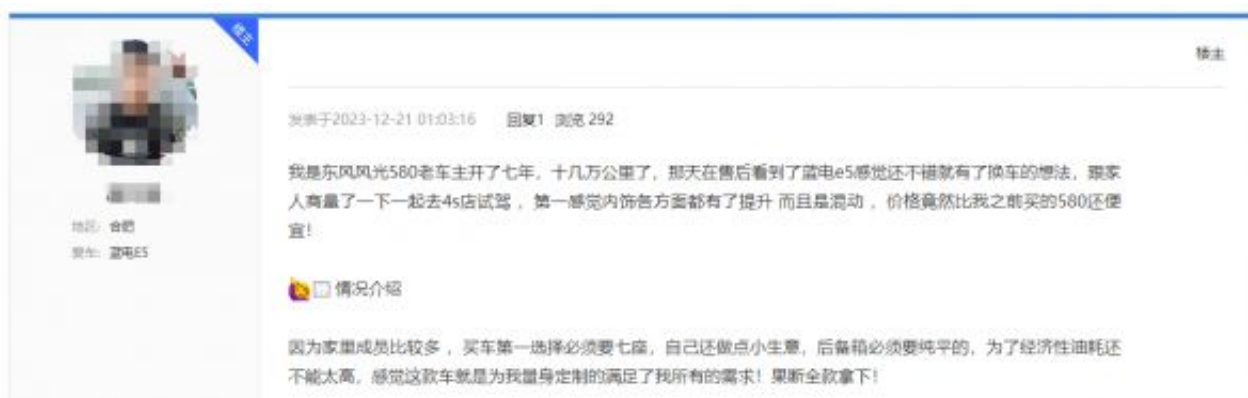 楼主
楼主
发表于2023-12-21 01:03:16 回复1 浏览 292
我是东风风光580老车主开了七年，十几万公里了，那天在售后看到了蓝电e5感觉还不错就有了换车的想法，跟家
人商量了一下一起去4s店试驾 ，第一感觉内饰各方面都有了提升 而且是混动 ，价格竟然比我之前买的580还便
宜！
地区: 合肥
爱车: 蓝电E5
情况介绍
因为家里成员比较多 ，买车第一选择必须要七座，自己还做点小生意，后备箱必须要纯平的，为了经济性油耗还
不能太高，感觉这款车就是为我量身定制的满足了我所有的需求！果断全款拿下！